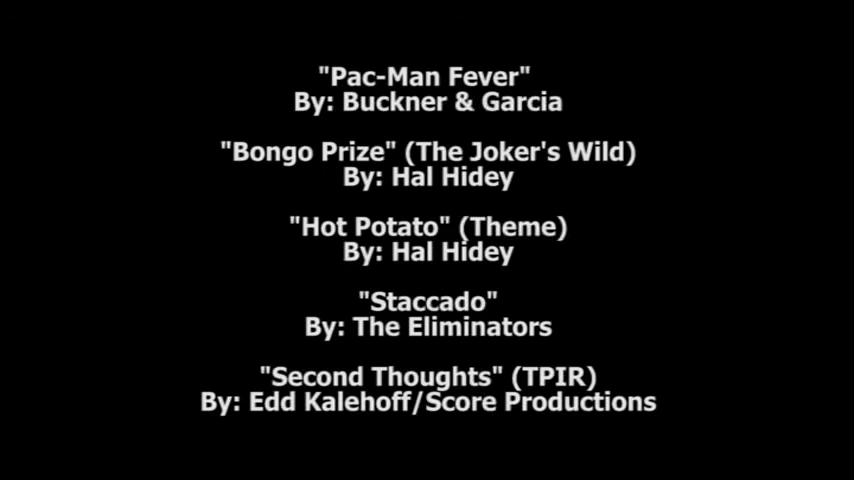 "Pac-Man Fever"
By: Buckner & Garcia
"Bongo Prize" (The Joker's Wild)
By: Hal Hidey
"Hot Potato" (Theme)
By: Hal Hidey
"Staccado"
By: The Eliminators
"Second Thoughts" (TPIR)
By: Edd Kalehoff/Score Productions